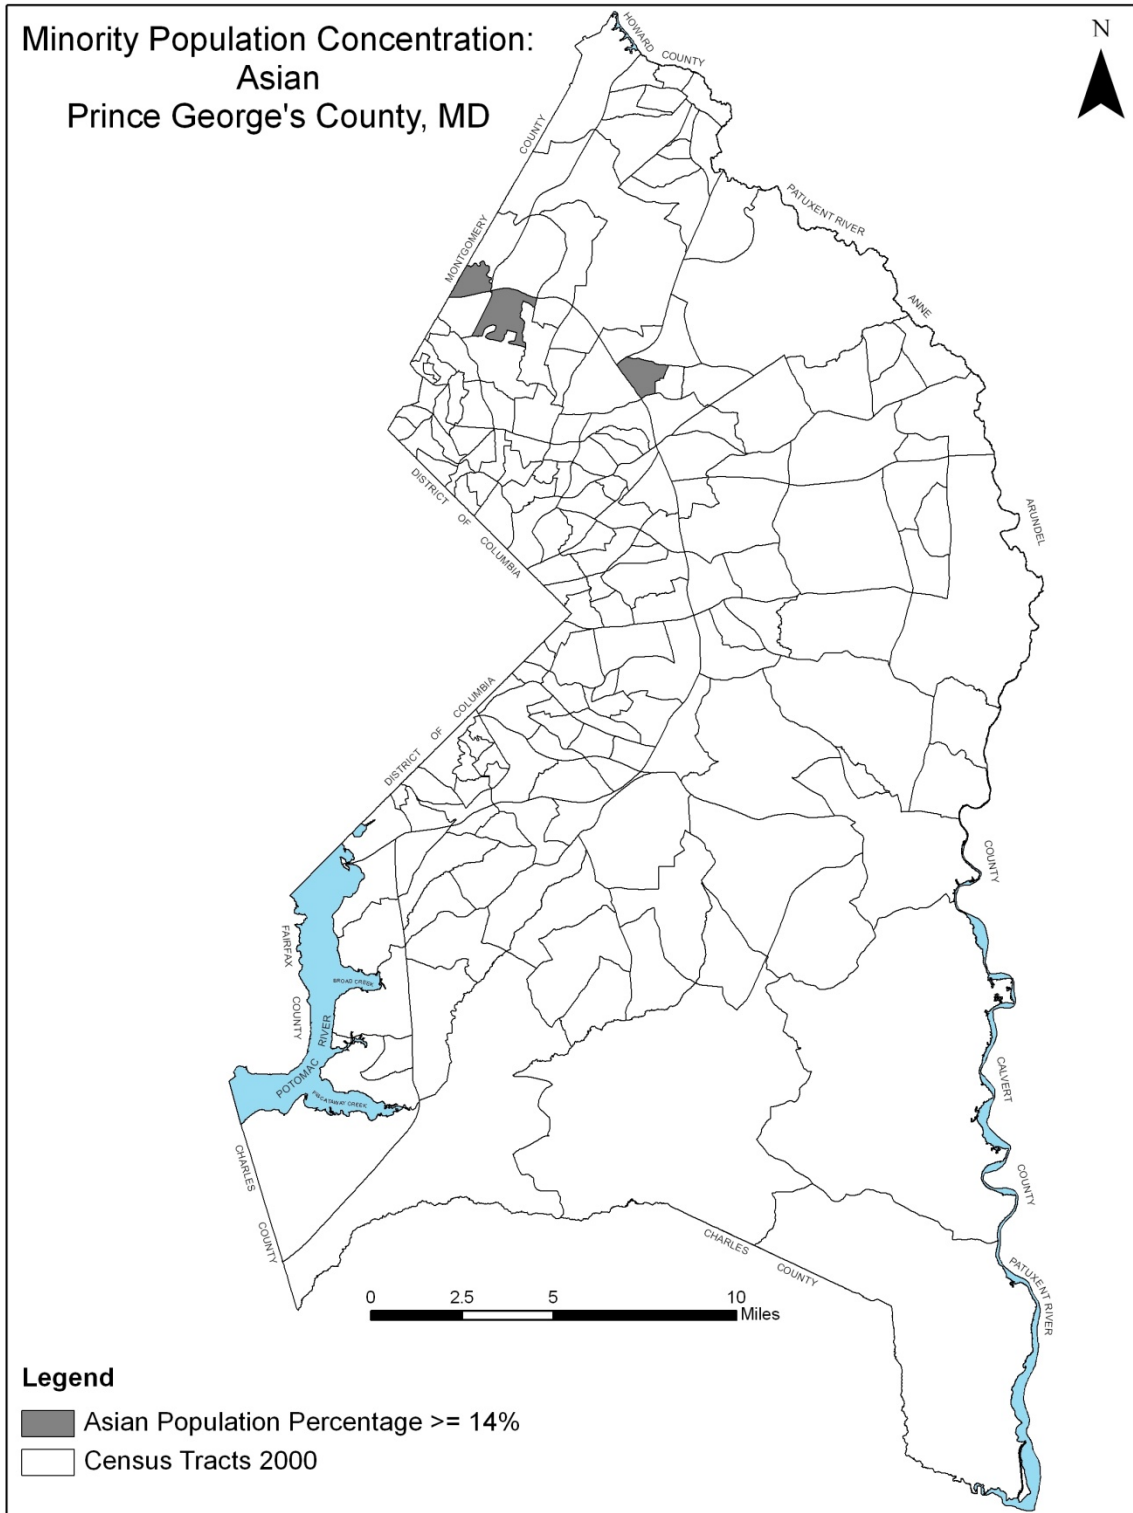 Minority Population Concentration:
Asian
Prince George's County, MD
N
HOWARD
COUNTY
COUNTY
MONTGOMERY
PATUXENT RIVER
ANNE
ARUNDEL
DISTRICT OF COLUMBIA
DISTRICT OF COLUMBIA
COUNTY
FAIRFAX
COUNTY
BROAD CREEK
POTOMAC RIVER
PISCATAWAY CREEK
CALVERT
COUNTY
CHARLES
COUNTY
CHARLES
COUNTY
PATUXENT RIVER
0 2.5 5 10
Miles
Legend
Asian Population Percentage >= 14%
Census Tracts 2000